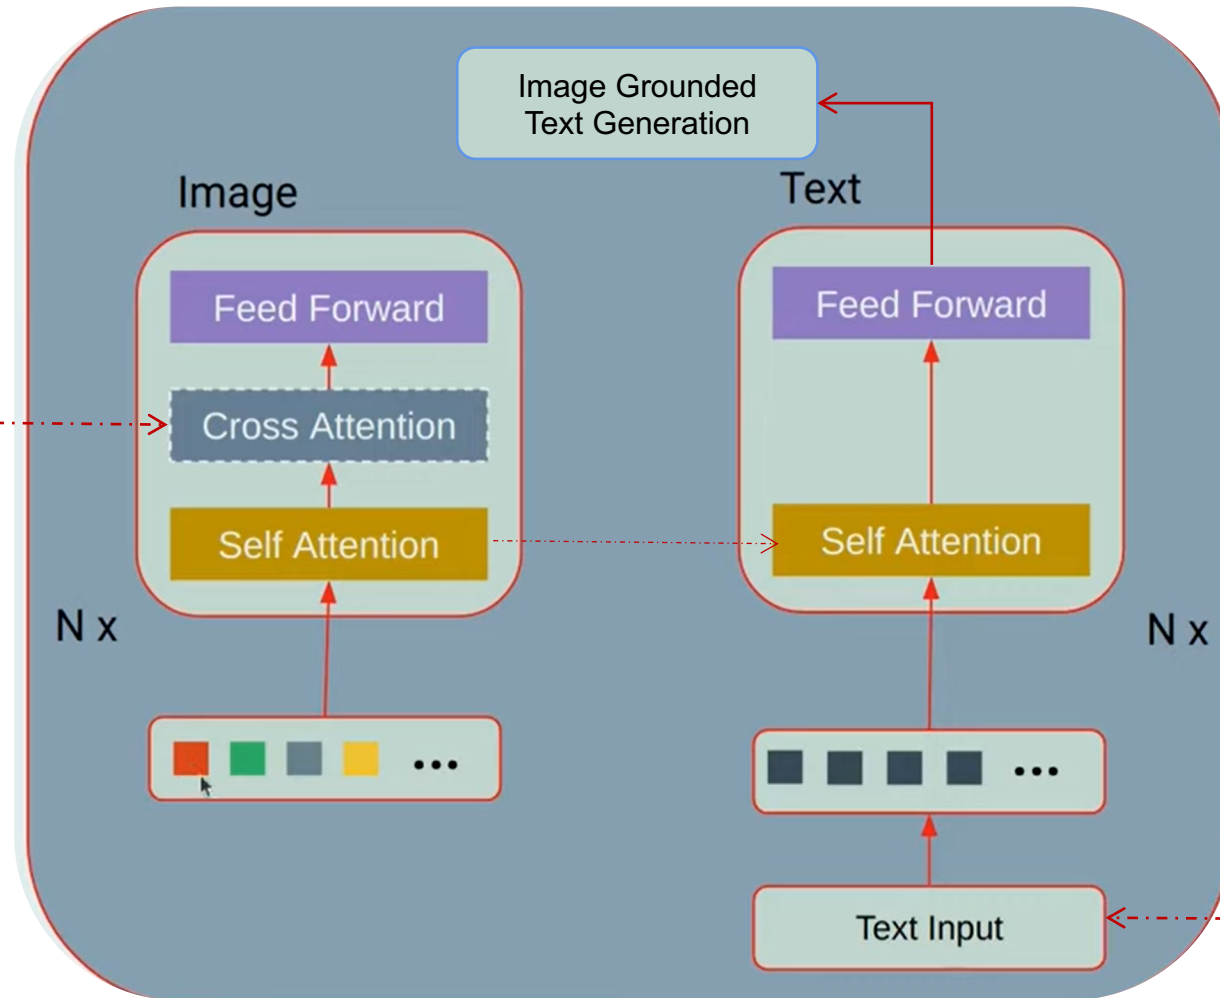 Image Grounded
Text Generation
Image
Feed Forward
Cross Attention
Self Attention
N x
Text
Feed Forward
Self Attention
N x
Text Input